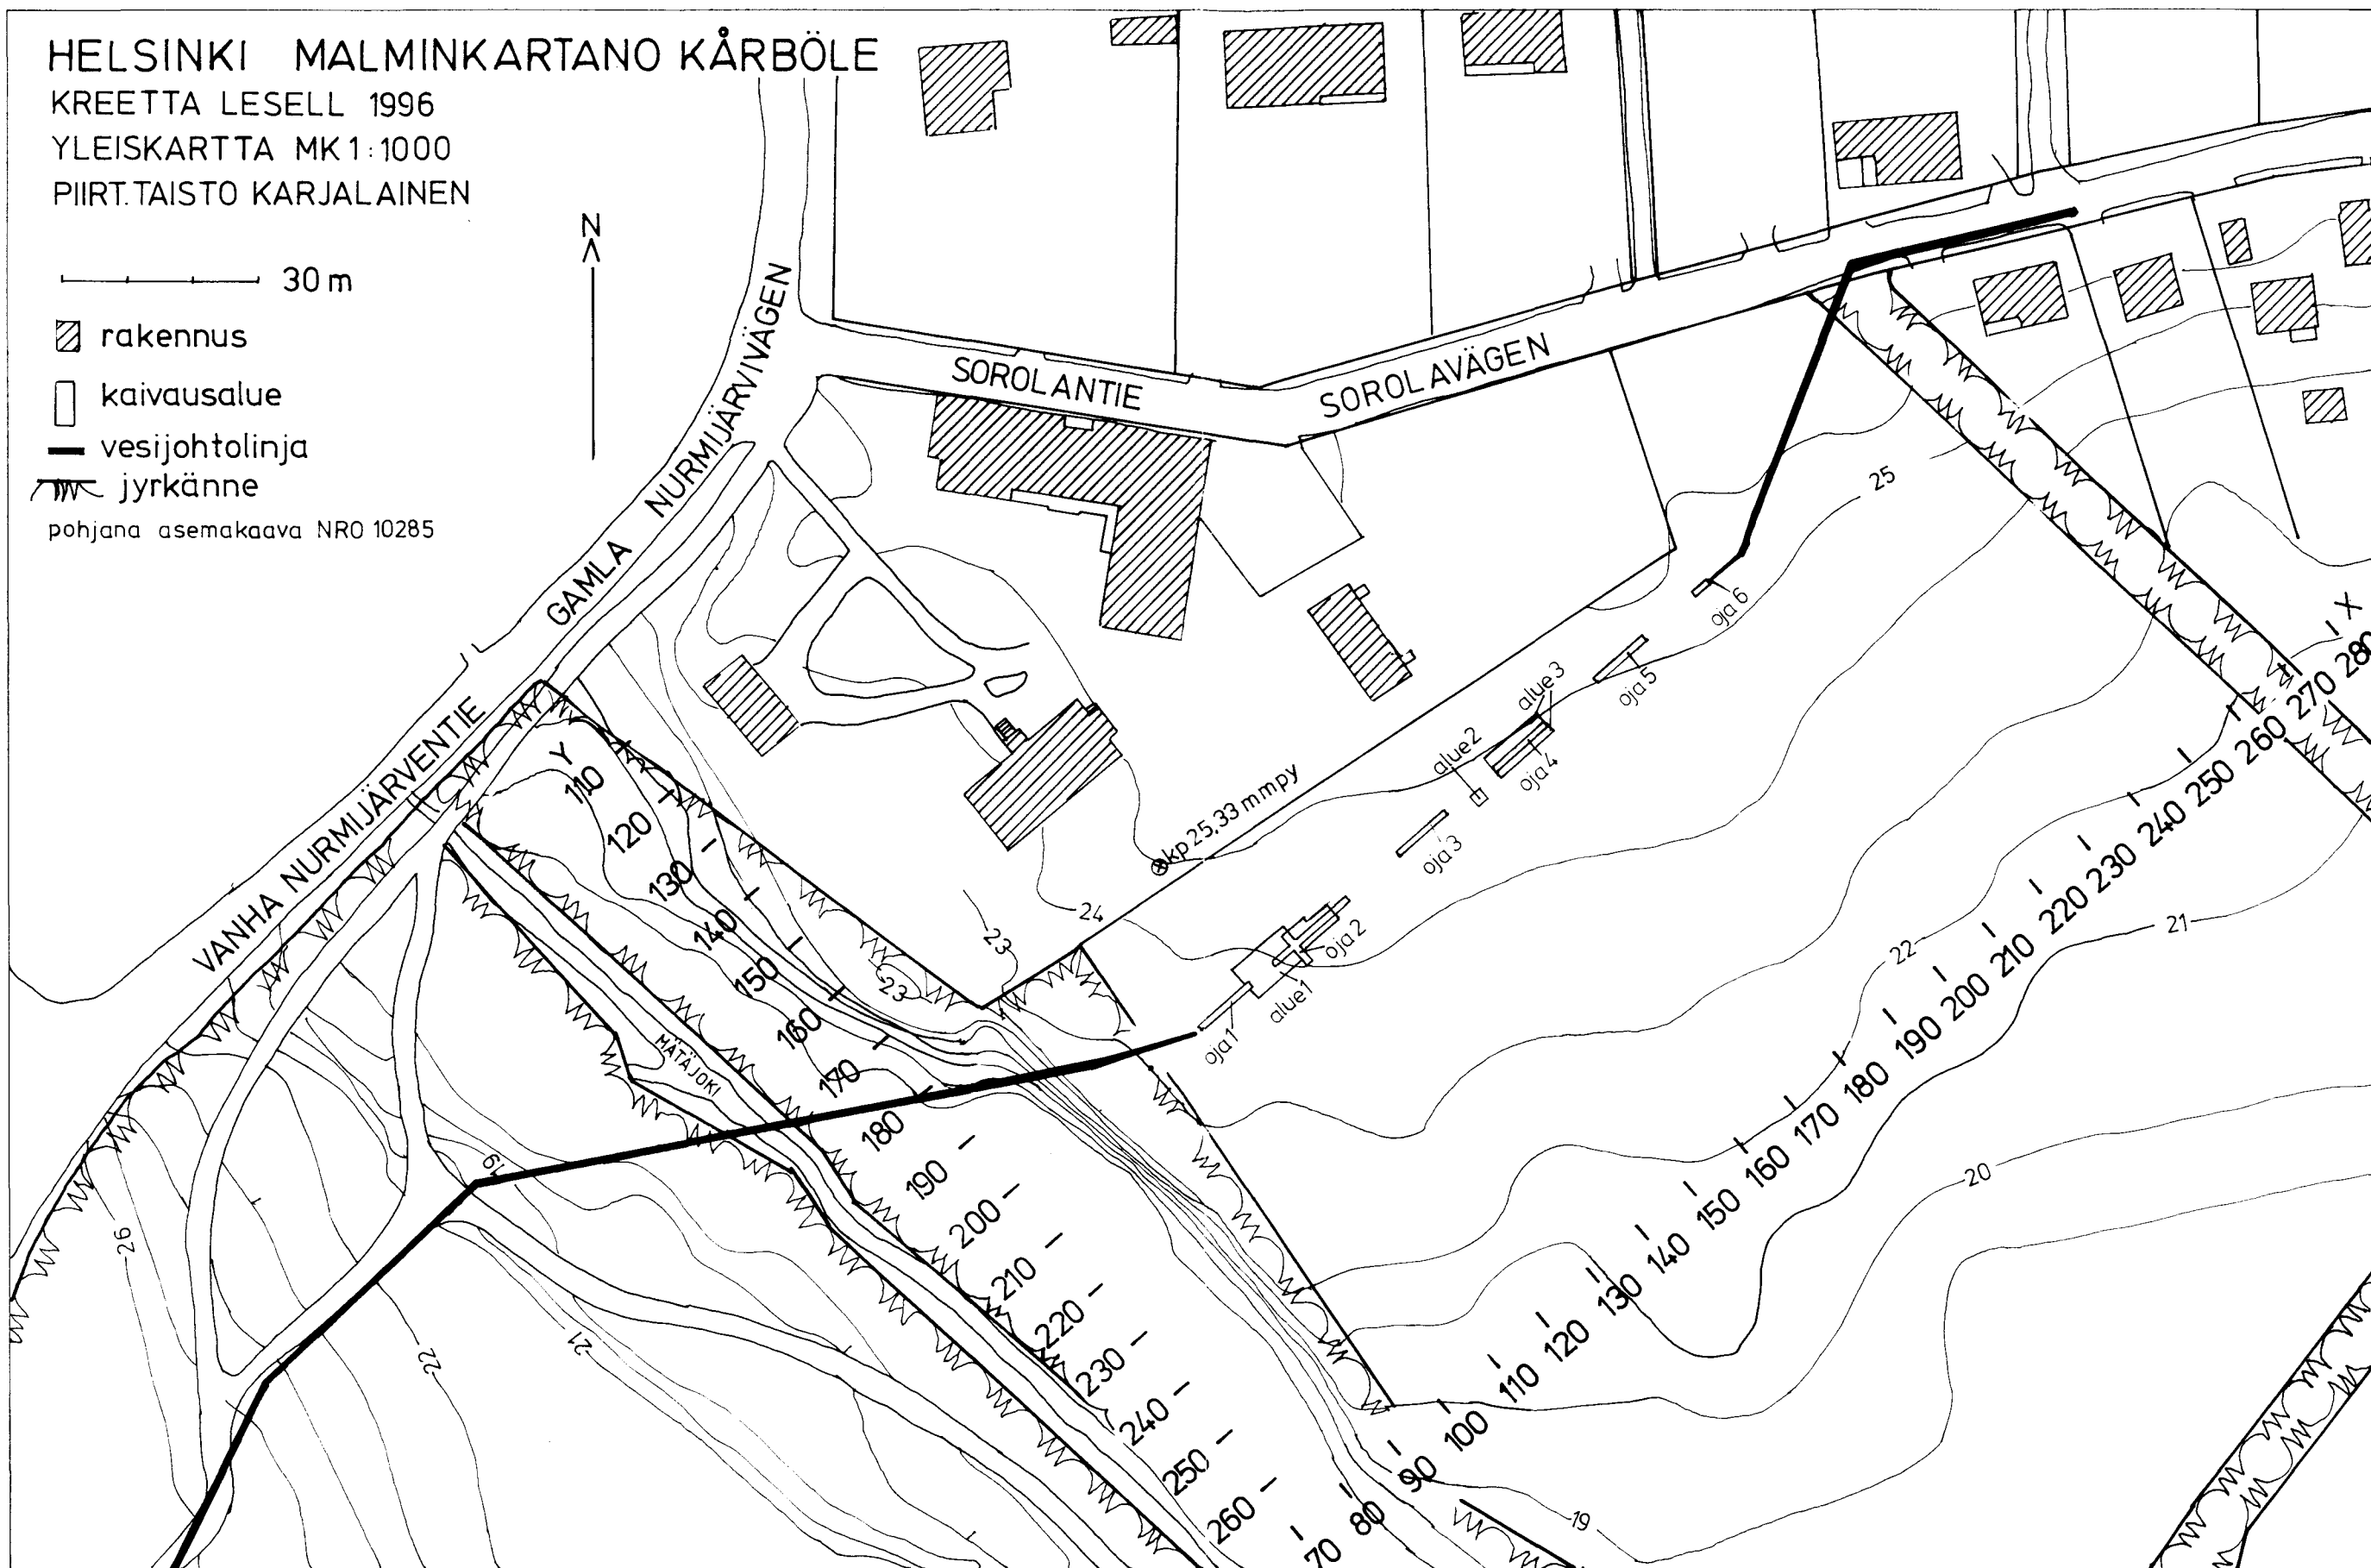 HELSINKI MALMINKARTANO KÅRBÖLE
KREETTA LESELL 1996
YLEISKARTTA MK 1:1000
PIIRT. TAISTO KARJALAINEN
N
30 m
rakennus
kaivausalue
vesijohtolinja
jyrkänne
pohjana asemakaava NRO 10285
GAMLA NURMIJÄRVIVÄGEN
VANHA NURMIJÄRVENTIE
SOROLANTIE
SOROLAVÄGEN
MÄTÄJOKI
kp 25,33 mmpy
oja 1
alue 1
oja 2
oja 3
alue 2
alue 3
oja 4
oja 5
oja 6
25
24
23
23
22
21
20
19
19
26
22
21
Y
110
120
130
140
150
160
170
180
190
200
210
220
230
240
250
260
X
280
270
260
250
240
230
220
210
200
190
180
170
160
150
140
130
120
110
100
90
80
70